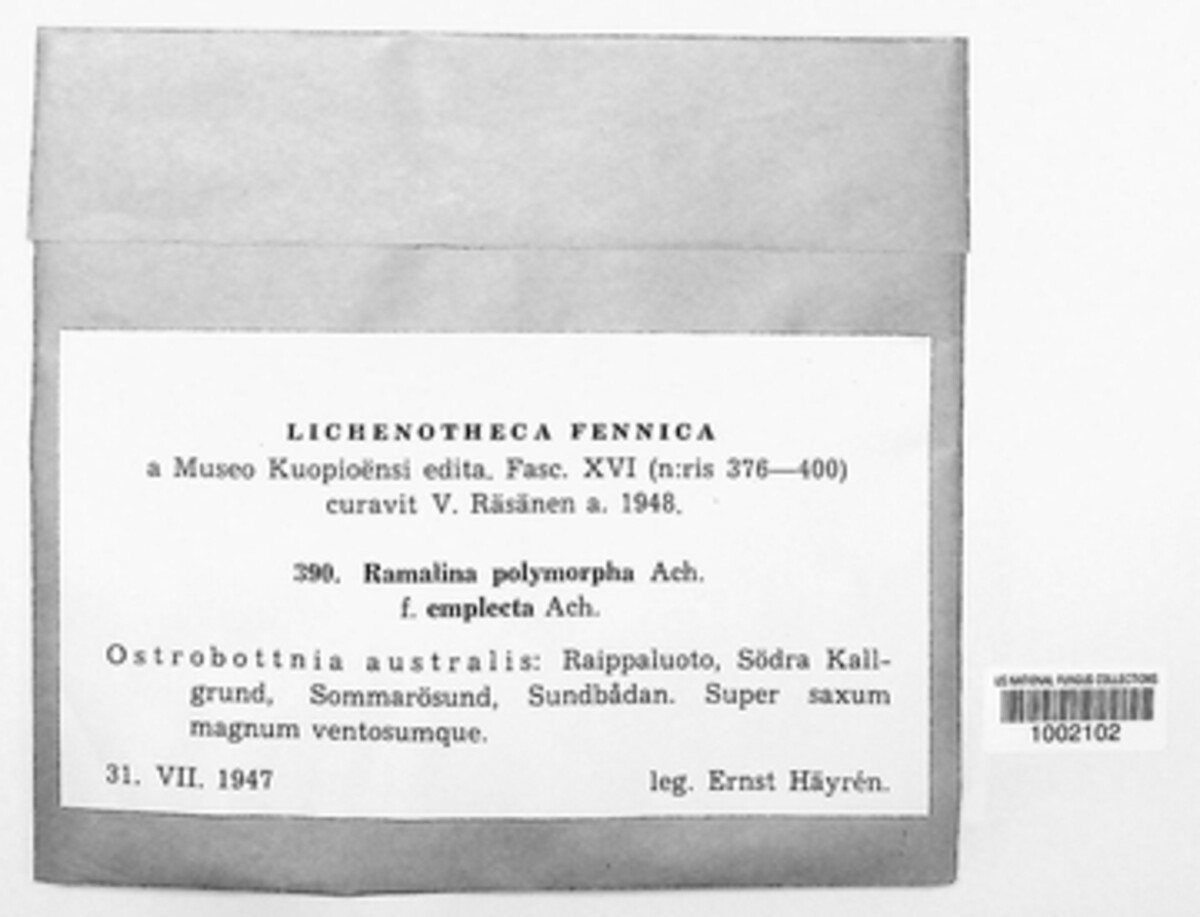 LICHENOTHECA FENNICA
a Museo Kuopioënsi edita. Fasc. XVI (n:ris 376—400)
curavit V. Räsänen a. 1948.
390. Ramalina polymorpha Ach.
f. emplecta Ach.
Ostrobottnia australis: Raippaluoto, Södra Kall-
grund, Sommarösund, Sundbådan. Super saxum
magnum ventosumque.
31. VII. 1947 leg. Ernst Häyrén.
US NATIONAL FUNGUS COLLECTIONS
1002102